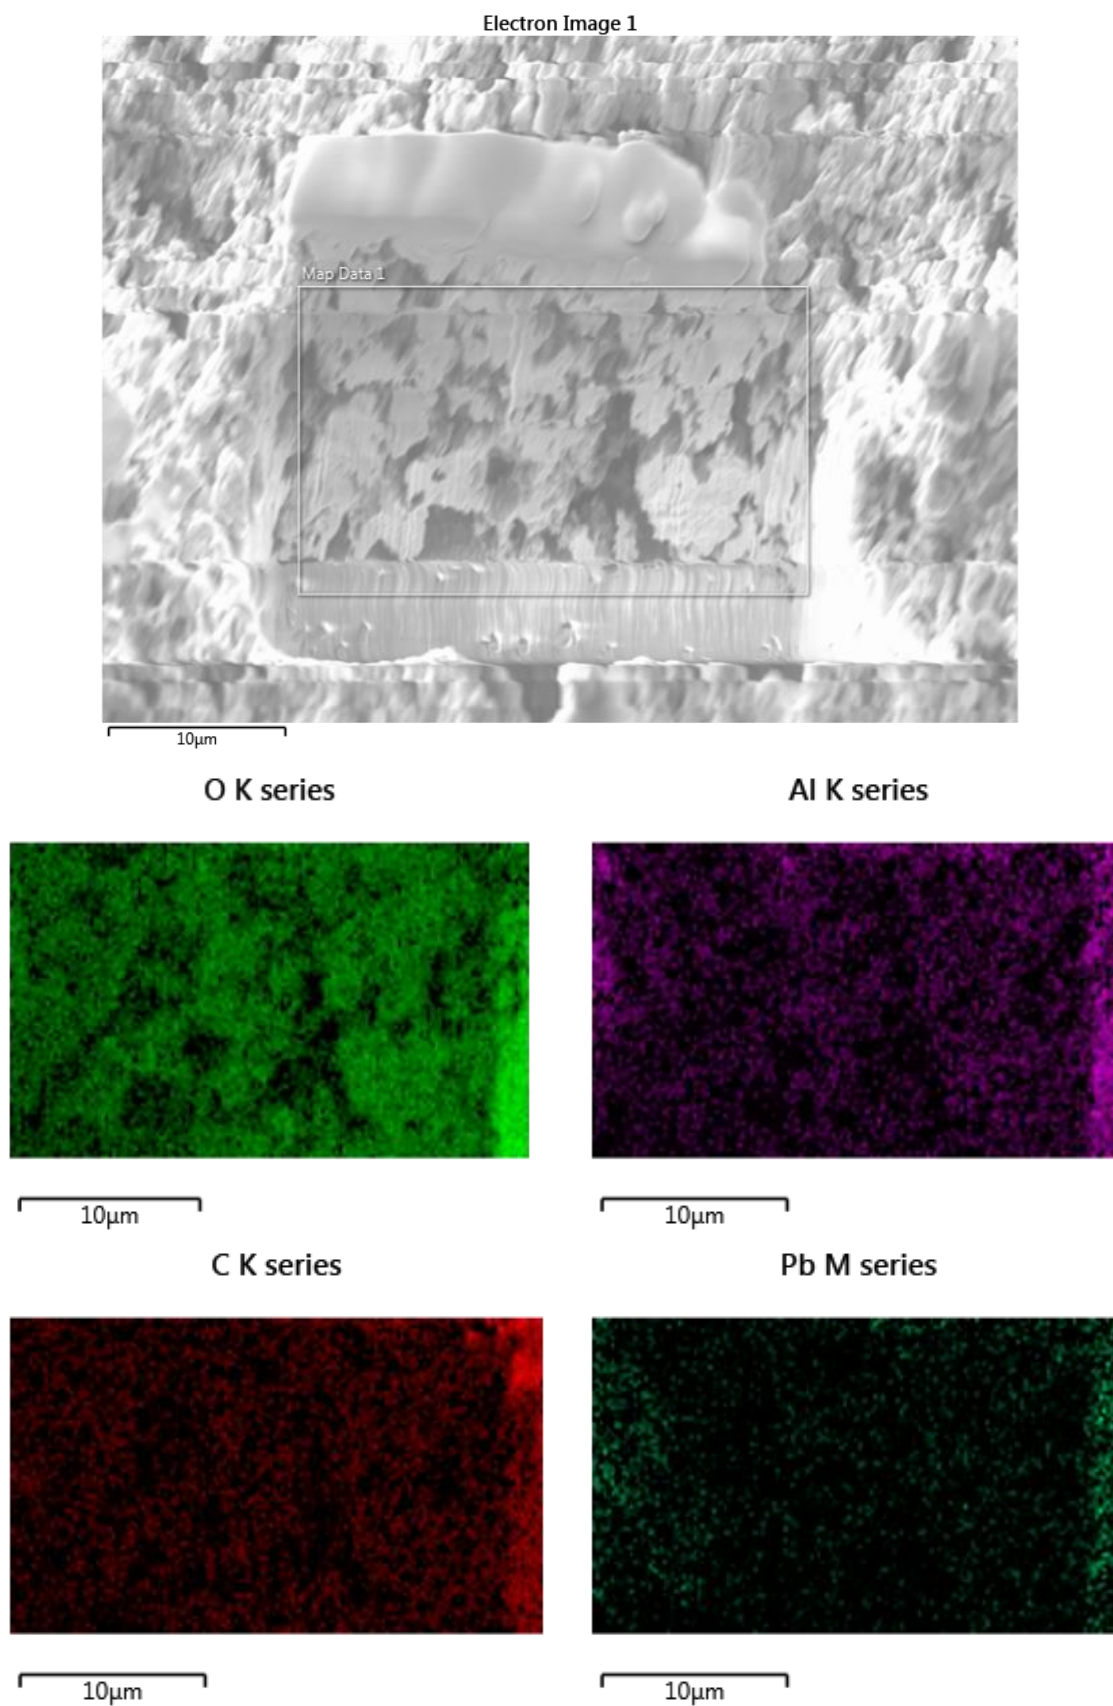 Electron Image 1
Map Data 1
10µm
O K series
Al K series
10µm
10µm
C K series
Pb M series
10µm
10µm